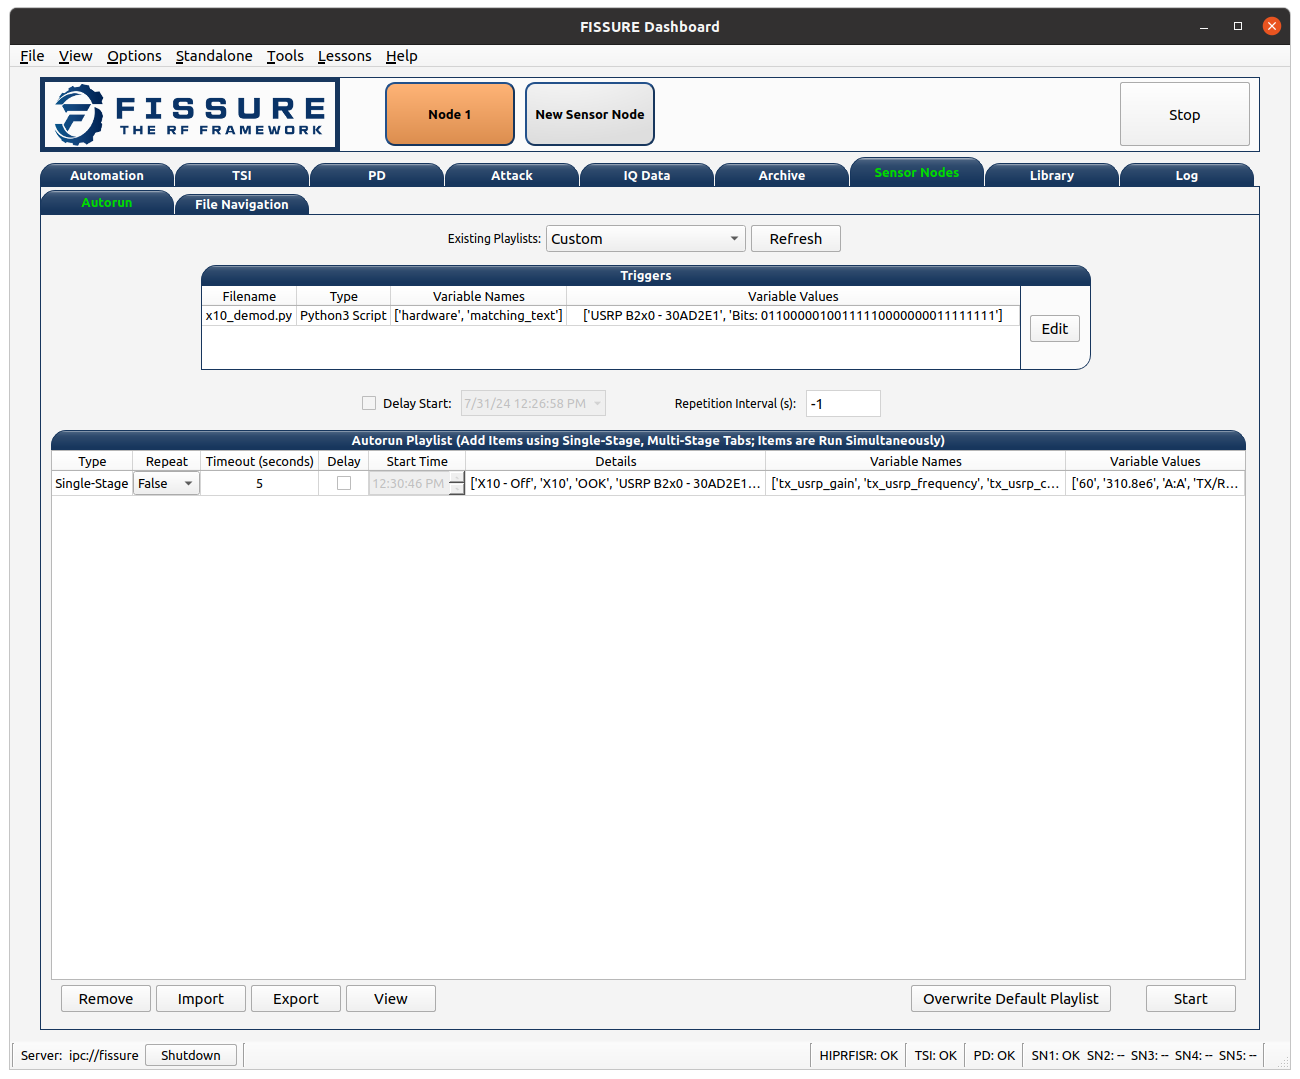 FISSURE Dashboard
File View Options Standalone Tools Lessons Help
FISSURE
THE RF FRAMEWORK
Node 1
New Sensor Node
Stop
Automation TSI PD Attack IQ Data Archive Sensor Nodes Library Log
Autorun File Navigation
Existing Playlists: Custom Refresh
Triggers
Filename Type Variable Names Variable Values
x10_demod.py Python3 Script ['hardware', 'matching_text'] ['USRP B2x0 - 30AD2E1', 'Bits: 01100000100111110000000011111111']
Edit
Delay Start: 7/31/24 12:26:58 PM Repetition Interval (s): -1
Autorun Playlist (Add Items using Single-Stage, Multi-Stage Tabs; Items are Run Simultaneously)
Type Repeat Timeout (seconds) Delay Start Time Details Variable Names Variable Values
Single-Stage False 5 12:30:46 PM ['X10 - Off', 'X10', 'OOK', 'USRP B2x0 - 30AD2E1... ['tx_usrp_gain', 'tx_usrp_frequency', 'tx_usrp_c... ['60', '310.8e6', 'A:A', 'TX/R...
Remove Import Export View Overwrite Default Playlist Start
Server: ipc://fissure Shutdown HIPRFISR: OK TSI: OK PD: OK SN1: OK SN2: -- SN3: -- SN4: -- SN5: --